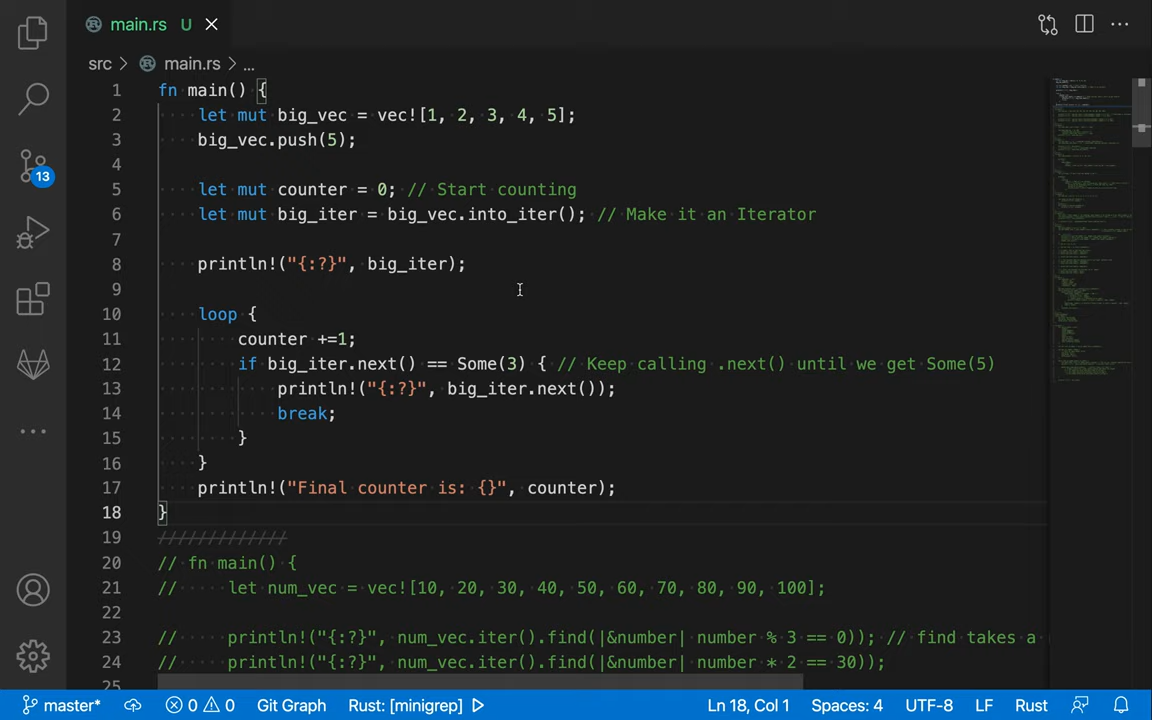 main.rs U
src > main.rs > ...
1 fn main() {
2 let mut big_vec = vec![1, 2, 3, 4, 5];
3 big_vec.push(5);
4
5 let mut counter = 0; // Start counting
6 let mut big_iter = big_vec.into_iter(); // Make it an Iterator
7
8 println!("{:?}", big_iter);
9
10 loop {
11 counter +=1;
12 if big_iter.next() == Some(3) { // Keep calling .next() until we get Some(5)
13 println!("{:?}", big_iter.next());
14 break;
15 }
16 }
17 println!("Final counter is: {}", counter);
18 }
19 /////////////
20 // fn main() {
21 // let num_vec = vec![10, 20, 30, 40, 50, 60, 70, 80, 90, 100];
22
23 // println!("{:?}", num_vec.iter().find(|&number| number % 3 == 0)); // find takes a
24 // println!("{:?}", num_vec.iter().find(|&number| number * 2 == 30));
25
13
master* 0 0 Git Graph Rust: [minigrep] Ln 18, Col 1 Spaces: 4 UTF-8 LF Rust